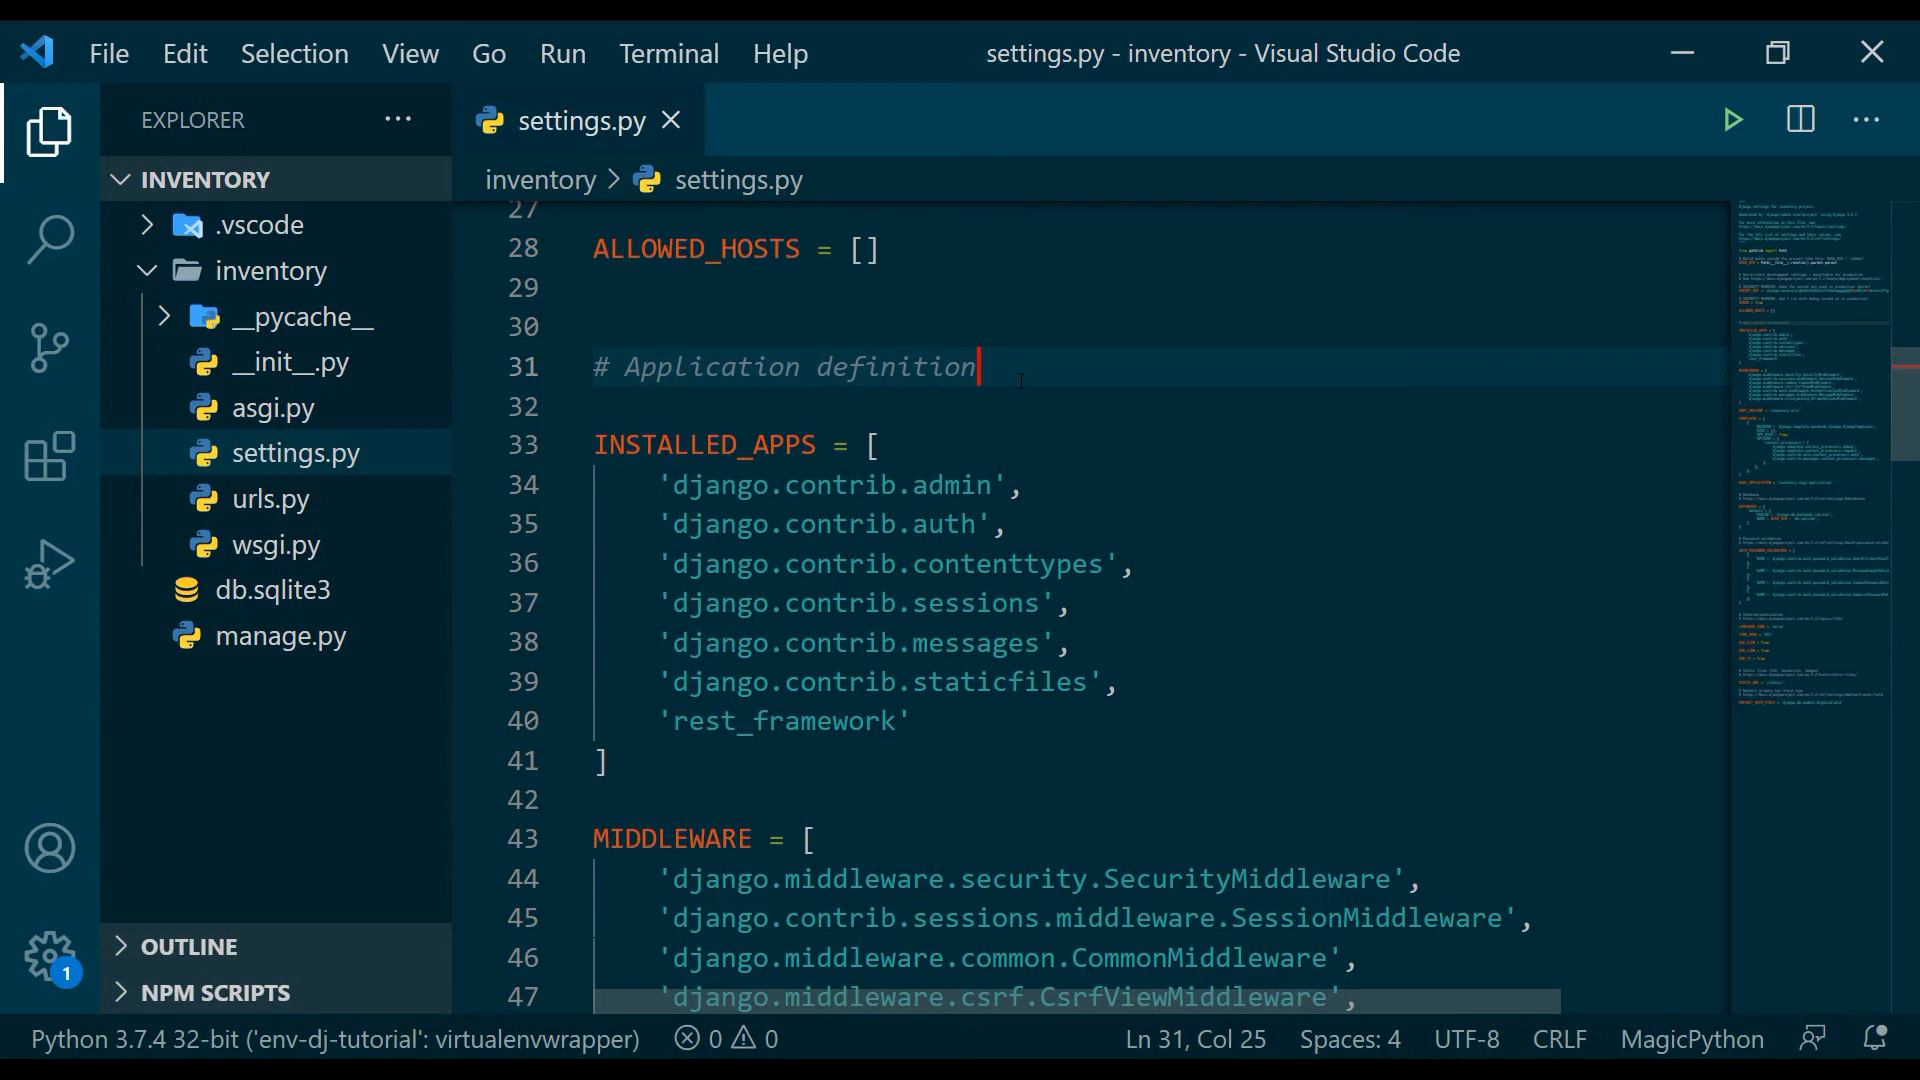 File Edit Selection View Go Run Terminal Help settings.py - inventory - Visual Studio Code
EXPLORER
settings.py
INVENTORY
inventory > settings.py
.vscode
inventory
__pycache__
__init__.py
asgi.py
settings.py
urls.py
wsgi.py
db.sqlite3
manage.py
OUTLINE
NPM SCRIPTS
1
27
28 ALLOWED_HOSTS = []
29
30
31 # Application definition
32
33 INSTALLED_APPS = [
34 'django.contrib.admin',
35 'django.contrib.auth',
36 'django.contrib.contenttypes',
37 'django.contrib.sessions',
38 'django.contrib.messages',
39 'django.contrib.staticfiles',
40 'rest_framework'
41 ]
42
43 MIDDLEWARE = [
44 'django.middleware.security.SecurityMiddleware',
45 'django.contrib.sessions.middleware.SessionMiddleware',
46 'django.middleware.common.CommonMiddleware',
47 'django.middleware.csrf.CsrfViewMiddleware',
Python 3.7.4 32-bit ('env-dj-tutorial': virtualenvwrapper) 0 0 Ln 31, Col 25 Spaces: 4 UTF-8 CRLF MagicPython